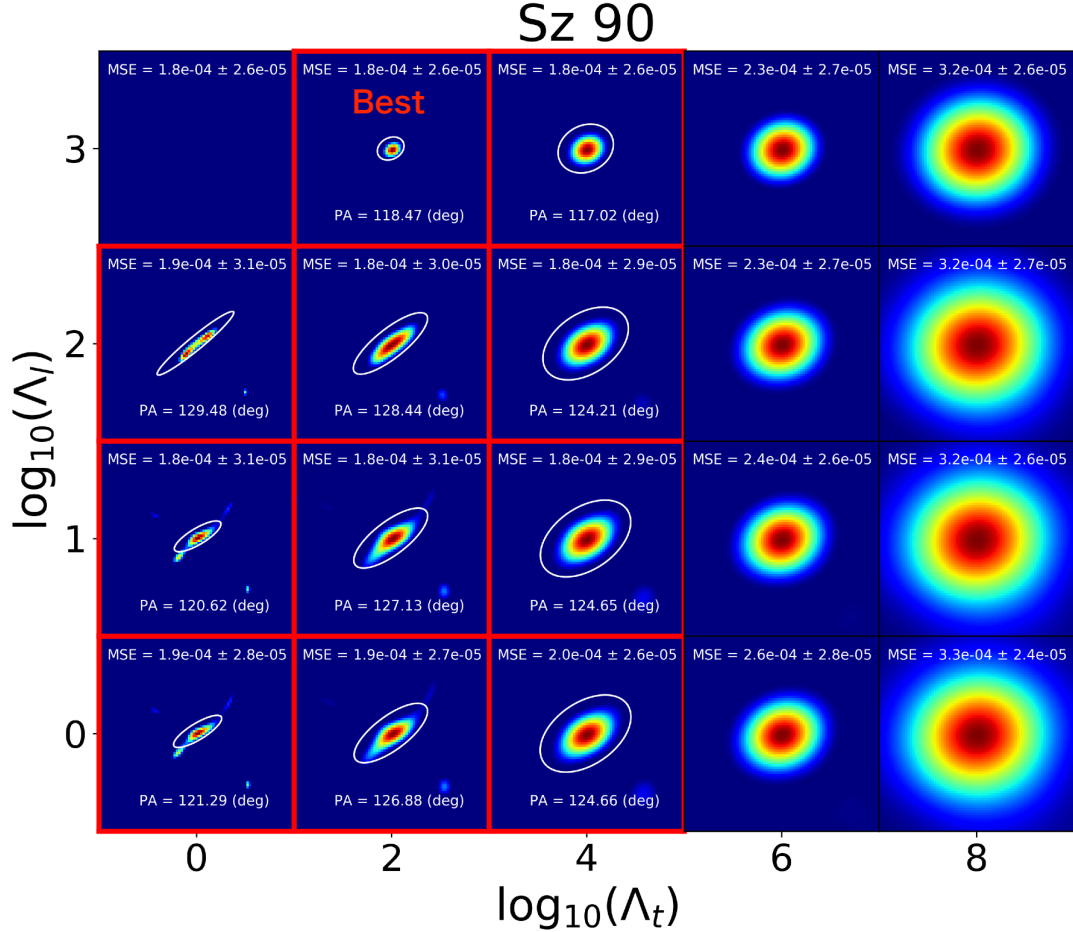 Sz 90
MSE = 1.8e-04 ± 2.6e-05
MSE = 1.8e-04 ± 2.6e-05
MSE = 1.8e-04 ± 2.6e-05
MSE = 2.3e-04 ± 2.7e-05
MSE = 3.2e-04 ± 2.6e-05
Best
3
PA = 118.47 (deg)
PA = 117.02 (deg)
MSE = 1.9e-04 ± 3.1e-05
MSE = 1.8e-04 ± 3.0e-05
MSE = 1.8e-04 ± 2.9e-05
MSE = 2.3e-04 ± 2.7e-05
MSE = 3.2e-04 ± 2.7e-05
2
PA = 129.48 (deg)
PA = 128.44 (deg)
PA = 124.21 (deg)
log₁₀(Λₗ)
MSE = 1.8e-04 ± 3.1e-05
MSE = 1.8e-04 ± 3.1e-05
MSE = 1.8e-04 ± 2.9e-05
MSE = 2.4e-04 ± 2.6e-05
MSE = 3.2e-04 ± 2.6e-05
1
PA = 120.62 (deg)
PA = 127.13 (deg)
PA = 124.65 (deg)
MSE = 1.9e-04 ± 2.8e-05
MSE = 1.9e-04 ± 2.7e-05
MSE = 2.0e-04 ± 2.6e-05
MSE = 2.6e-04 ± 2.8e-05
MSE = 3.3e-04 ± 2.4e-05
0
PA = 121.29 (deg)
PA = 126.88 (deg)
PA = 124.66 (deg)
0
2
4
6
8
log₁₀(Λₜ)